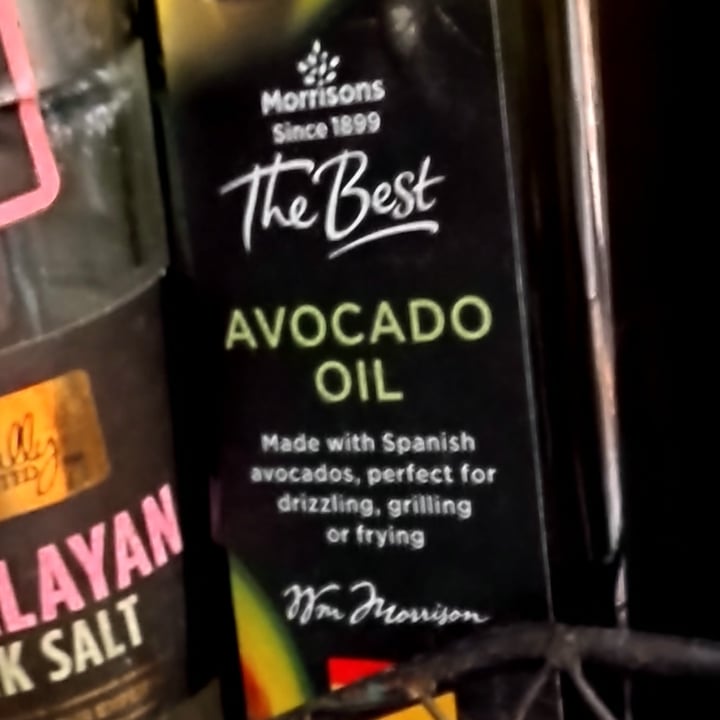 Morrisons
Since 1899
The Best
AVOCADO
OIL
Made with Spanish
avocados, perfect for
drizzling, grilling
or frying
Wm Morrison
LAYAN
K SALT